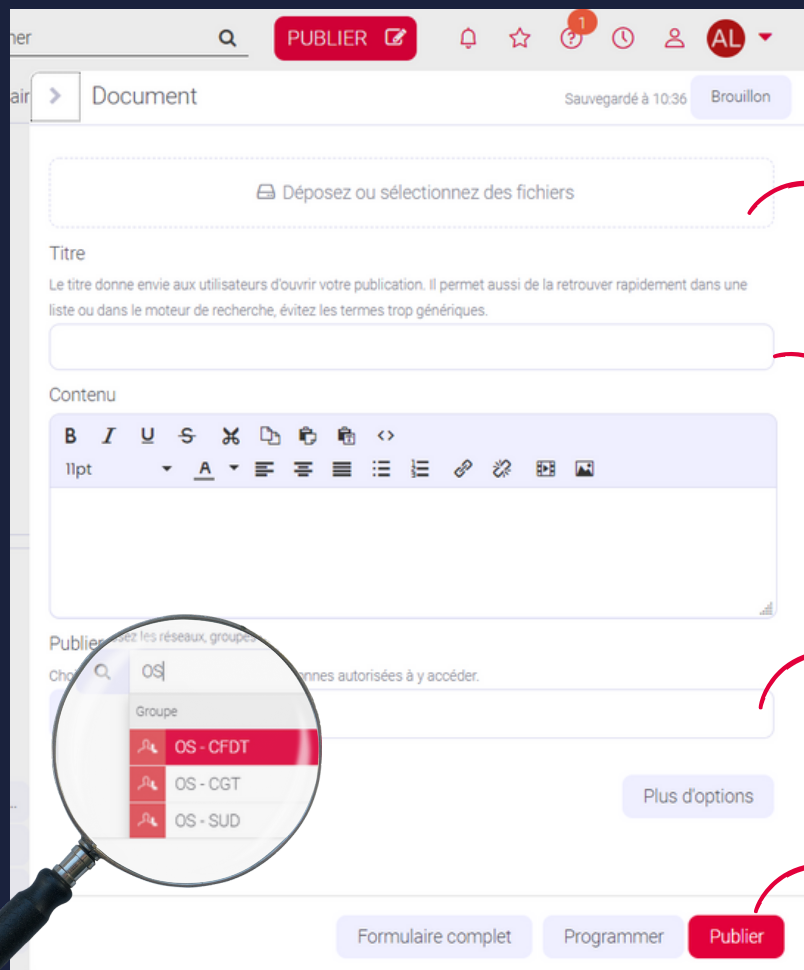 ner
PUBLIER
1
AL
air
Document
Sauvegardé à 10:36
Brouillon
Déposez ou sélectionnez des fichiers
Titre
Le titre donne envie aux utilisateurs d'ouvrir votre publication. Il permet aussi de la retrouver rapidement dans une
liste ou dans le moteur de recherche, évitez les termes trop génériques.
Contenu
B I U S
11pt A
Publier
sez les réseaux, groupes
Choi
onnes autorisées à y accéder.
OS
Groupe
OS - CFDT
OS - CGT
OS - SUD
...
Plus d'options
Formulaire complet
Programmer
Publier